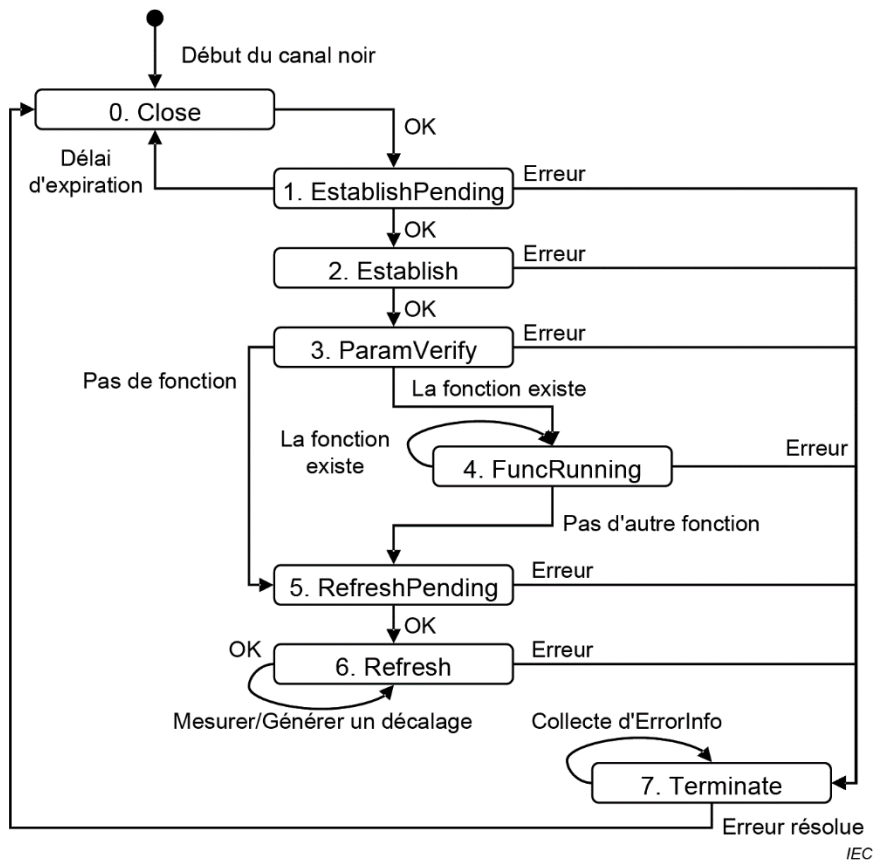 Début du canal noir
0. Close
OK
Délai
d'expiration
1. EstablishPending
Erreur
OK
2. Establish
Erreur
OK
3. ParamVerify
Erreur
Pas de fonction
La fonction existe
La fonction
existe
4. FuncRunning
Erreur
Pas d'autre fonction
5. RefreshPending
Erreur
OK
OK
6. Refresh
Erreur
Mesurer/Générer un décalage
Collecte d'ErrorInfo
7. Terminate
Erreur résolue
IEC